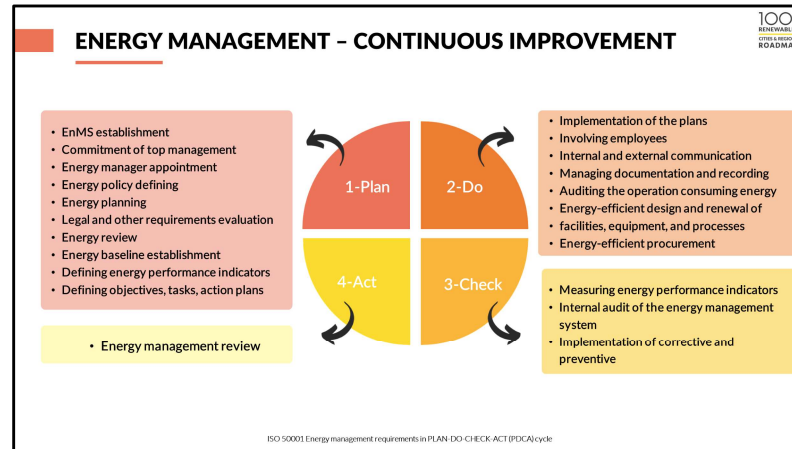 ENERGY MANAGEMENT – CONTINUOUS IMPROVEMENT
100
RENEWABLE
CITIES & REGIO
ROADMA
• EnMS establishment
• Commitment of top management
• Energy manager appointment
• Energy policy defining
• Energy planning
• Legal and other requirements evaluation
• Energy review
• Energy baseline establishment
• Defining energy performance indicators
• Defining objectives, tasks, action plans
1-Plan
2-Do
• Implementation of the plans
• Involving employees
• Internal and external communication
• Managing documentation and recording
• Auditing the operation consuming energy
• Energy-efficient design and renewal of
• facilities, equipment, and processes
• Energy-efficient procurement
4-Act
3-Check
• Energy management review
• Measuring energy performance indicators
• Internal audit of the energy management
system
• Implementation of corrective and
preventive
ISO 50001 Energy management requirements in PLAN-DO-CHECK-ACT (PDCA) cycle